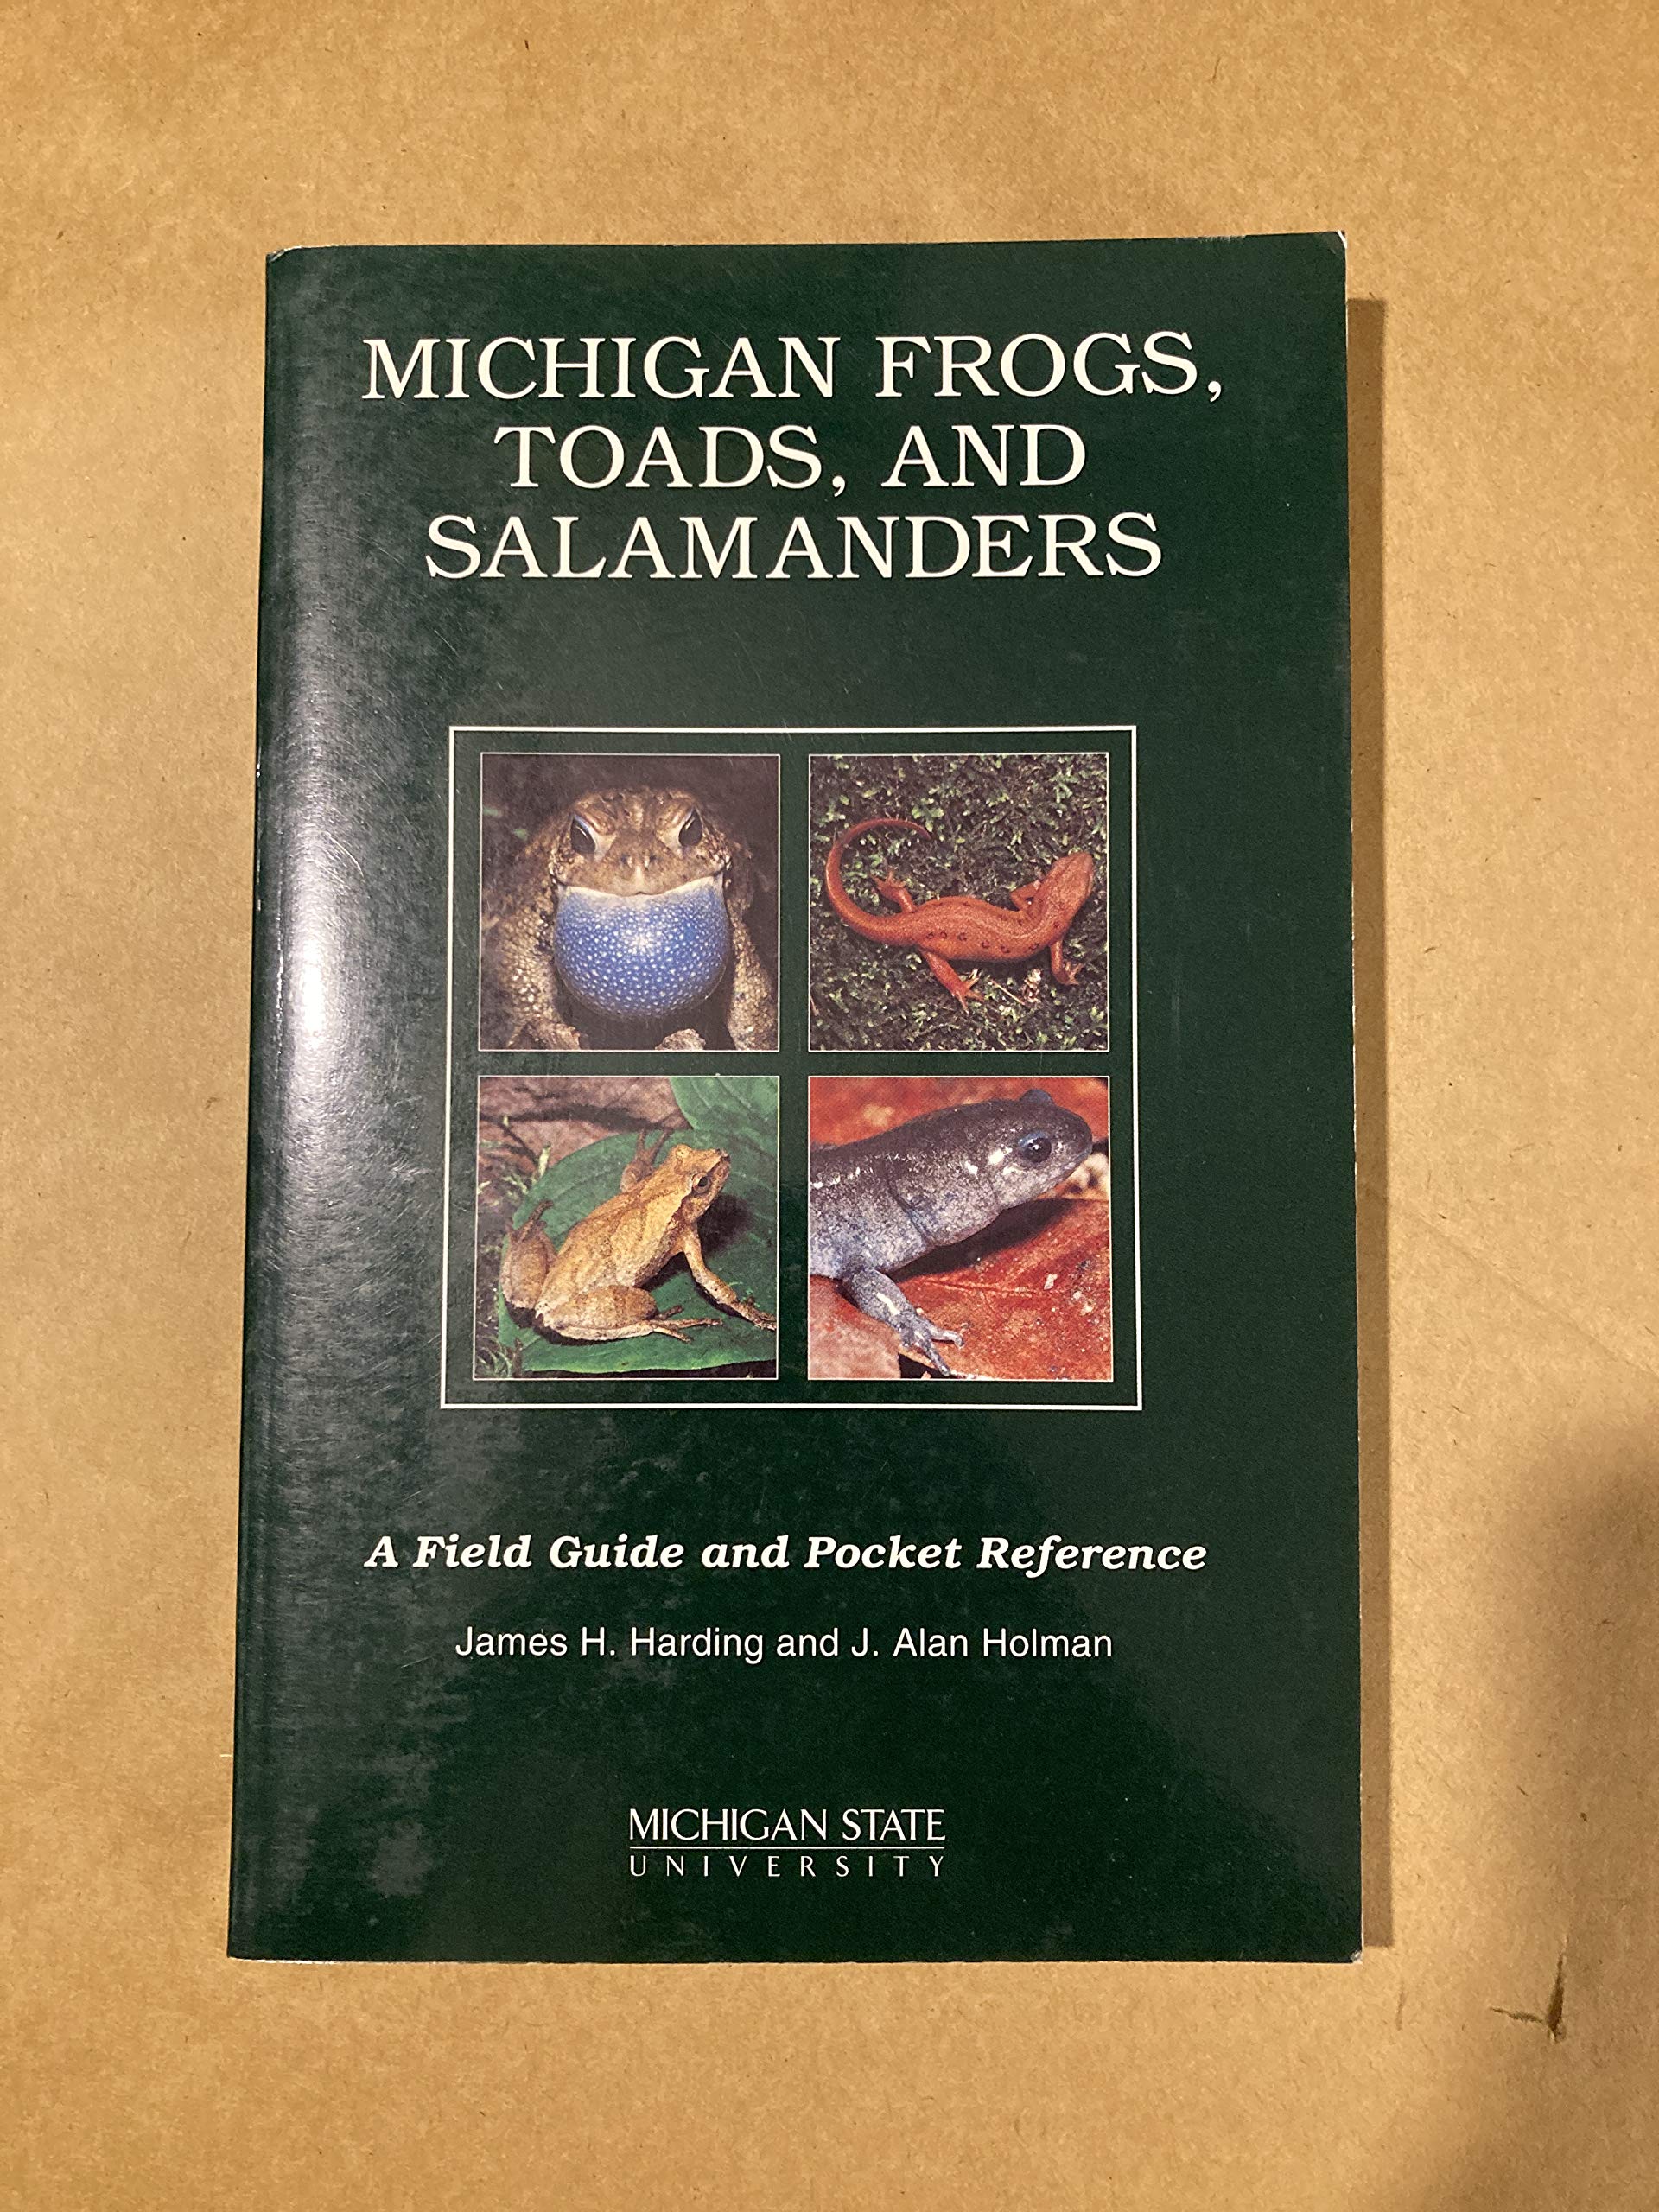 MICHIGAN FROGS,
TOADS, AND
SALAMANDERS
A Field Guide and Pocket Reference
James H. Harding and J. Alan Holman
MICHIGAN STATE
UNIVERSITY